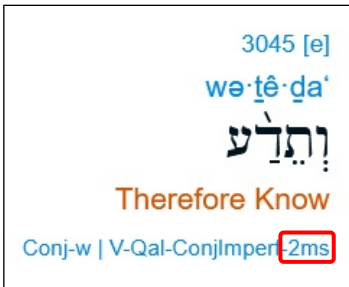 3045 [e]
wə·ṯê·ḏa‘
וְתֵדַ֨ע
Therefore Know
Conj-w | V-Qal-ConjImperf-2ms